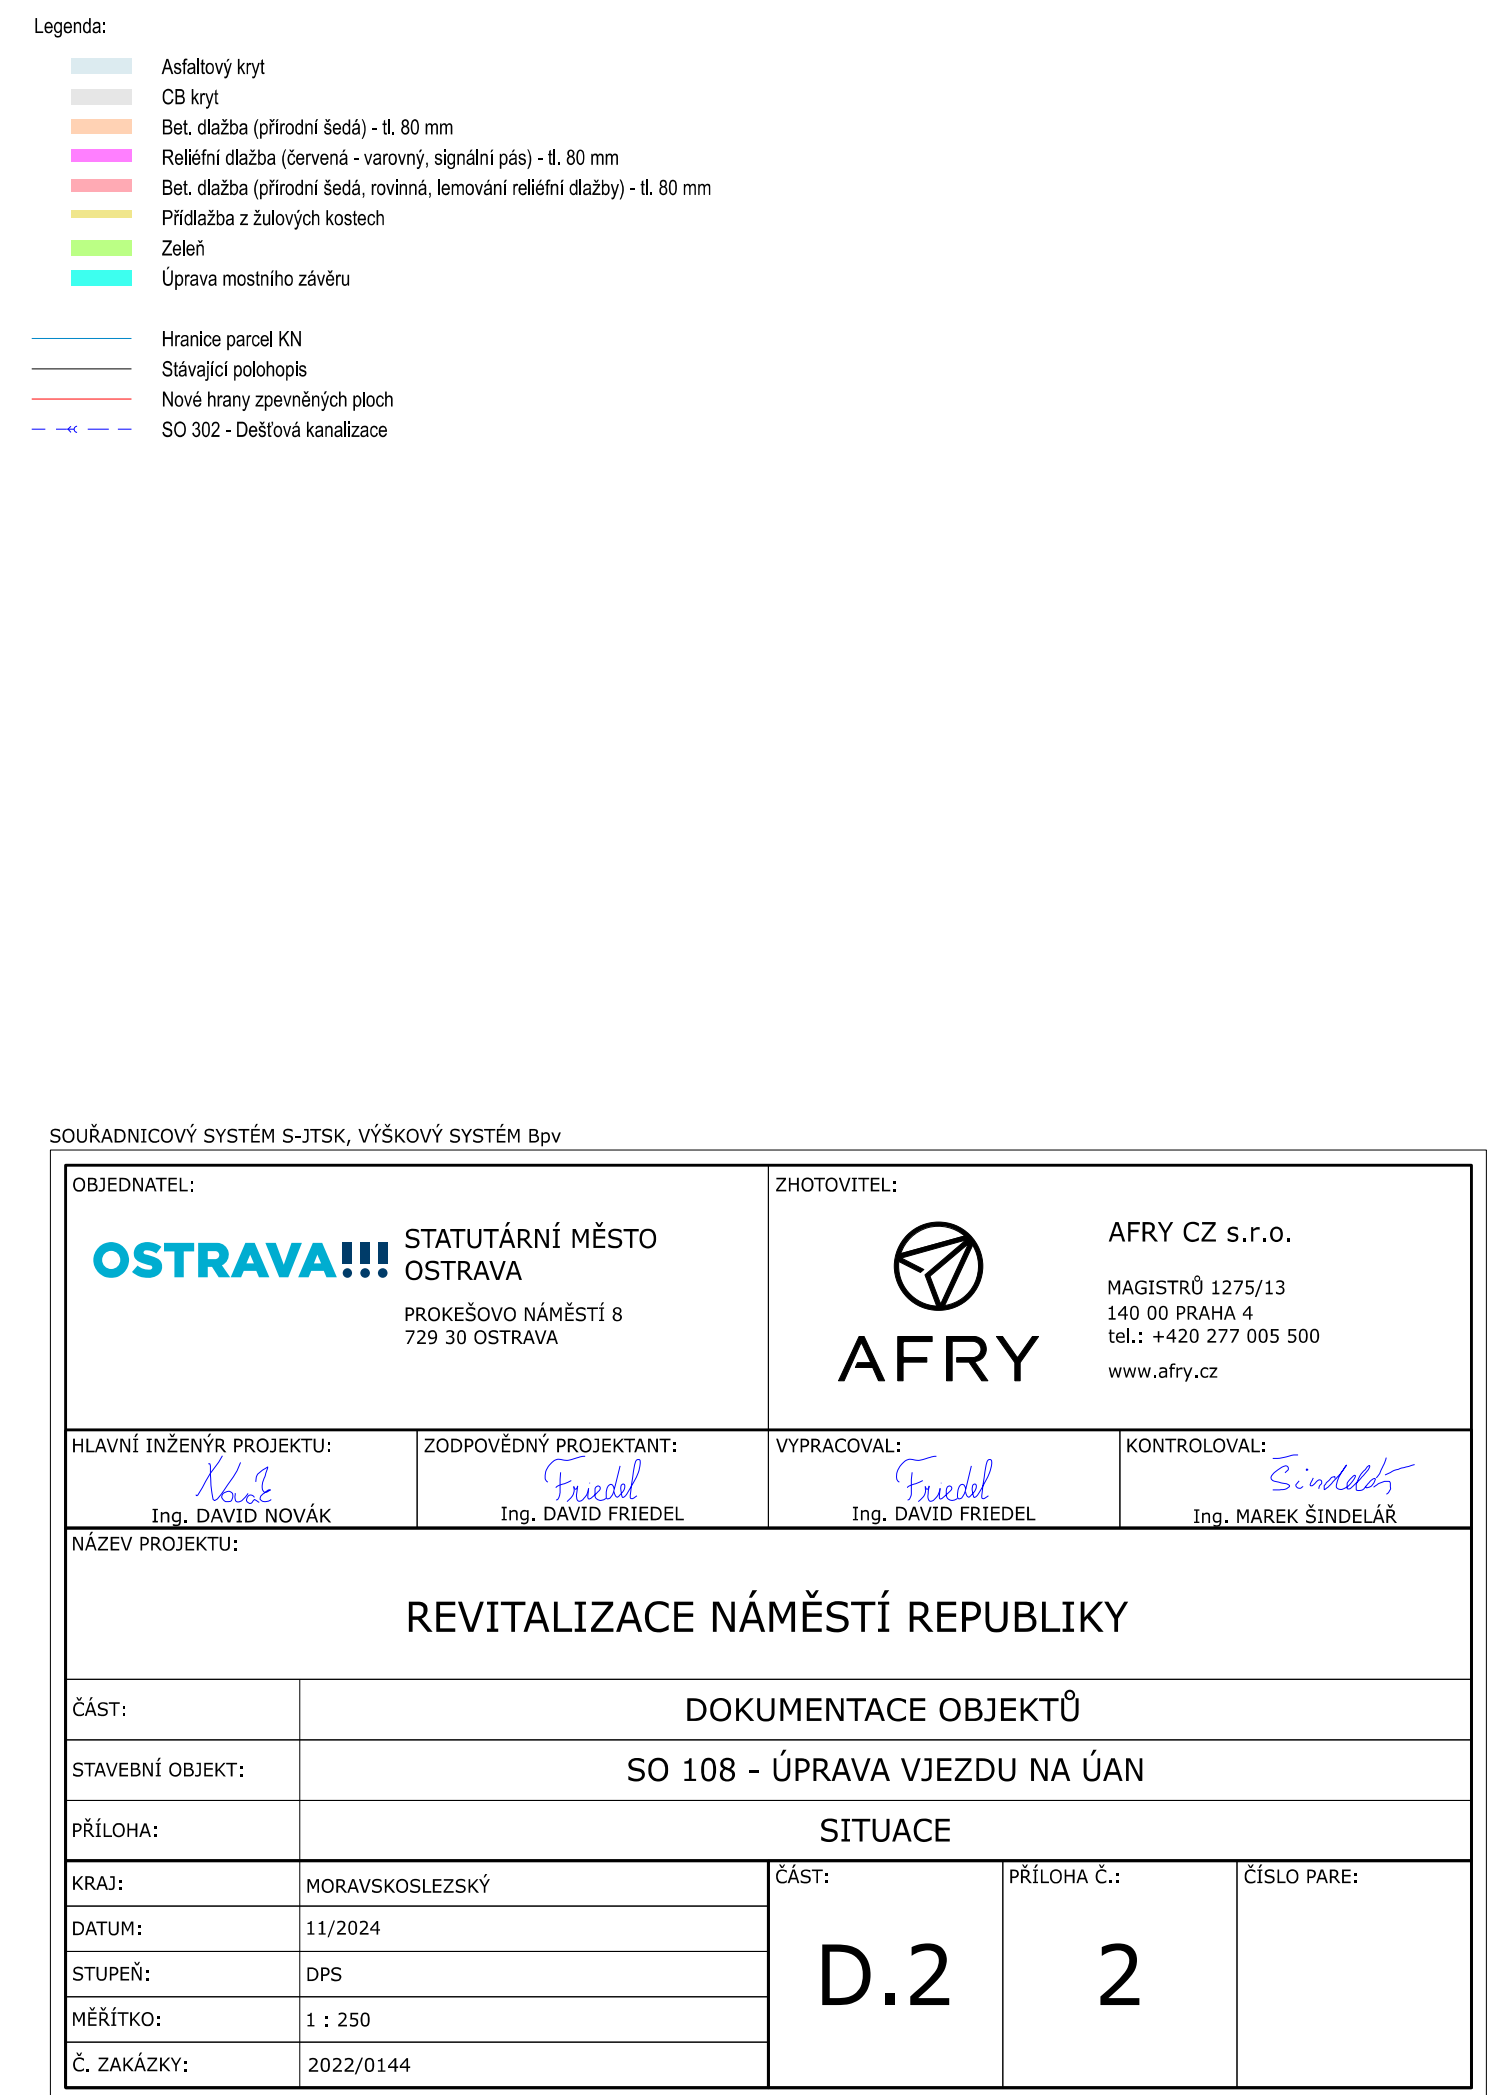 Legenda:
Asfaltový kryt
CB kryt
Bet. dlažba (přírodní šedá) - tl. 80 mm
Reliéfní dlažba (červená - varovný, signální pás) - tl. 80 mm
Bet. dlažba (přírodní šedá, rovinná, lemování reliéfní dlažby) - tl. 80 mm
Přídlažba z žulových kostech
Zeleň
Úprava mostního závěru
Hranice parcel KN
Stávající polohopis
Nové hrany zpevněných ploch
SO 302 - Dešťová kanalizace
SOUŘADNICOVÝ SYSTÉM S-JTSK, VÝŠKOVÝ SYSTÉM Bpv
OBJEDNATEL:
OSTRAVA!!!
STATUTÁRNÍ MĚSTO
OSTRAVA
PROKEŠOVO NÁMĚSTÍ 8
729 30 OSTRAVA
ZHOTOVITEL:
AFRY
AFRY CZ s.r.o.
MAGISTRŮ 1275/13
140 00 PRAHA 4
tel.: +420 277 005 500
www.afry.cz
HLAVNÍ INŽENÝR PROJEKTU:
Novák
Ing. DAVID NOVÁK
ZODPOVĚDNÝ PROJEKTANT:
Friedel
Ing. DAVID FRIEDEL
VYPRACOVAL:
Friedel
Ing. DAVID FRIEDEL
KONTROLOVAL:
Šindelář
Ing. MAREK ŠINDELÁŘ
NÁZEV PROJEKTU:
REVITALIZACE NÁMĚSTÍ REPUBLIKY
ČÁST:
DOKUMENTACE OBJEKTŮ
STAVEBNÍ OBJEKT:
SO 108 - ÚPRAVA VJEZDU NA ÚAN
PŘÍLOHA:
SITUACE
KRAJ:
MORAVSKOSLEZSKÝ
DATUM:
11/2024
STUPEŇ:
DPS
MĚŘÍTKO:
1 : 250
Č. ZAKÁZKY:
2022/0144
ČÁST:
D.2
PŘÍLOHA Č.:
2
ČÍSLO PARE: